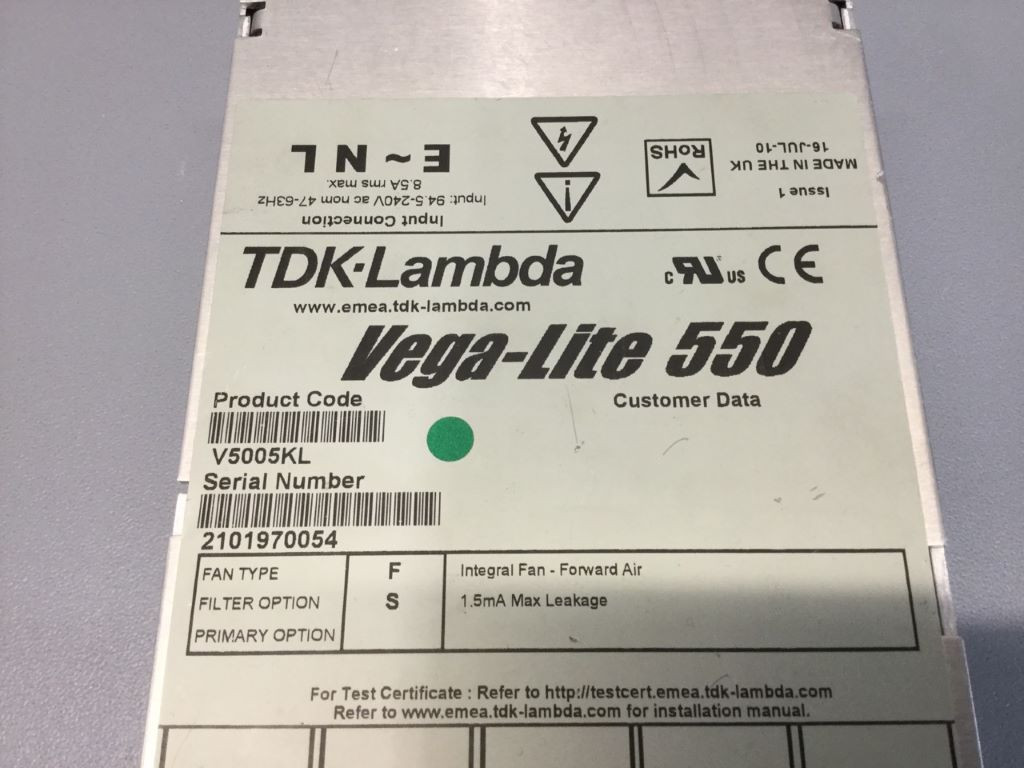 Issue 1
MADE IN THE UK
16-JUL-10
RoHS
Input Connection
Input: 94.5-240V ac nom 47-63Hz
8.5A rms max.
E ~ N L
TDK-Lambda
c RU US CE
www.emea.tdk-lambda.com
Vega-Lite 550
Product Code
Customer Data
V5005KL
Serial Number
2101970054
FAN TYPE F Integral Fan - Forward Air
FILTER OPTION S 1.5mA Max Leakage
PRIMARY OPTION
For Test Certificate : Refer to http://testcert.emea.tdk-lambda.com
Refer to www.emea.tdk-lambda.com for installation manual.